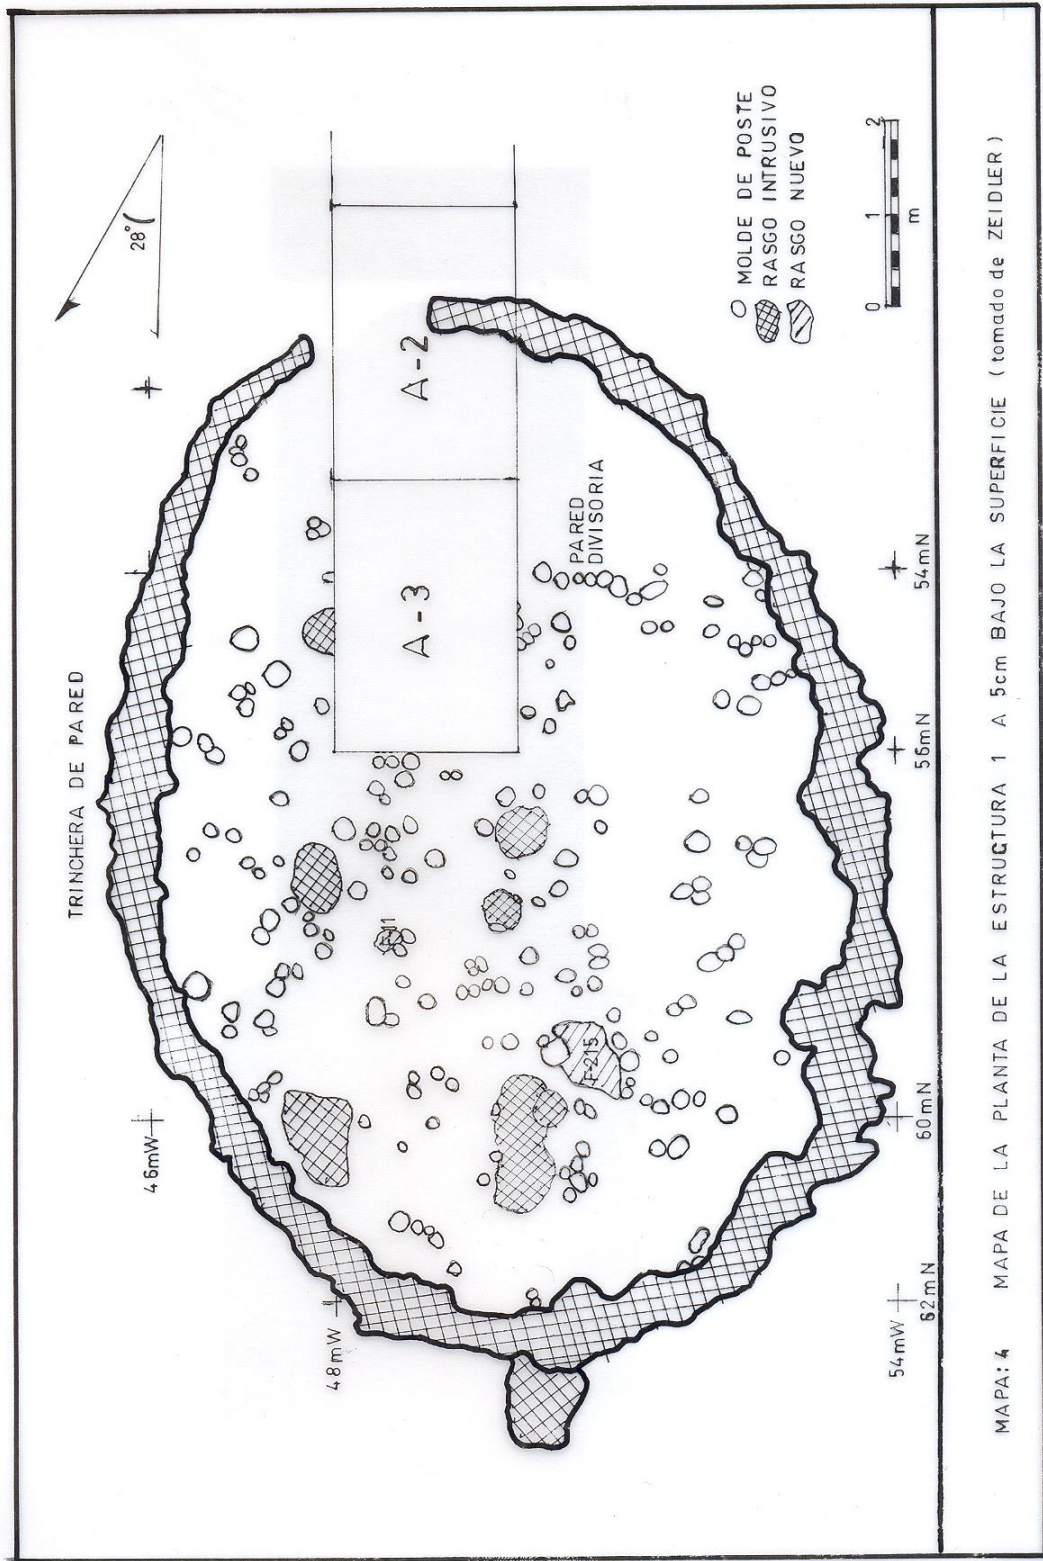 TRINCHERA DE PARED
28°
A-2
A-3
PARED
DIVISORIA
F-215
MOLDE DE POSTE
RASGO INTRUSIVO
RASGO NUEVO
0 1 2
m
46mW
48mW
54mW
54mN
56mN
60mN
62mN
MAPA: 4 MAPA DE LA PLANTA DE LA ESTRUCTURA 1 A 5cm BAJO LA SUPERFICIE (tomado de ZEIDLER)